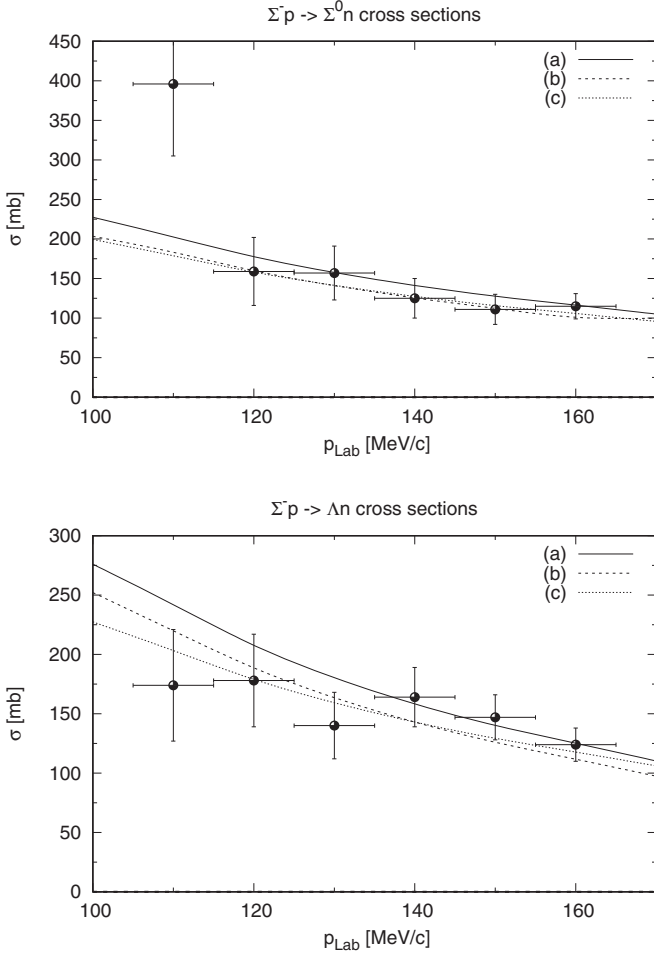 Σ⁻p -> Σ⁰n cross sections
450
400
350
300
250
200
150
100
50
0
σ [mb]
(a)
(b)
(c)
100 120 140 160
p_Lab [MeV/c]
Σ⁻p -> Λn cross sections
300
250
200
150
100
50
0
σ [mb]
(a)
(b)
(c)
100 120 140 160
p_Lab [MeV/c]